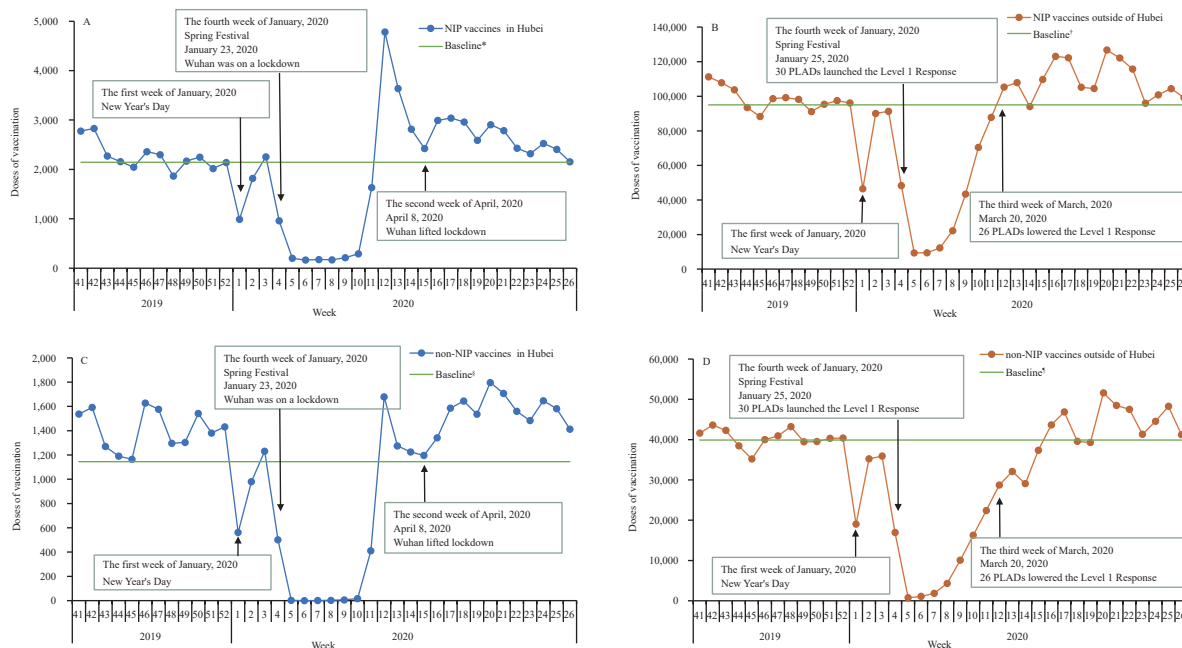 A
NIP vaccines in Hubei
Baseline*
The fourth week of January, 2020
Spring Festival
January 23, 2020
Wuhan was on a lockdown
The first week of January, 2020
New Year's Day
The second week of April, 2020
April 8, 2020
Wuhan lifted lockdown
Doses of vaccination
5,000
4,000
3,000
2,000
1,000
0
41 42 43 44 45 46 47 48 49 50 51 52 1 2 3 4 5 6 7 8 9 10 11 12 13 14 15 16 17 18 19 20 21 22 23 24 25 26
2019 2020
Week
B
NIP vaccines outside of Hubei
Baseline†
The fourth week of January, 2020
Spring Festival
January 25, 2020
30 PLADs launched the Level 1 Response
The third week of March, 2020
March 20, 2020
26 PLADs lowered the Level 1 Response
The first week of January, 2020
New Year's Day
Doses of vaccination
140,000
120,000
100,000
80,000
60,000
40,000
20,000
0
41 42 43 44 45 46 47 48 49 50 51 52 1 2 3 4 5 6 7 8 9 10 11 12 13 14 15 16 17 18 19 20 21 22 23 24 25
2019 2020
Week
C
non-NIP vaccines in Hubei
Baseline§
The fourth week of January, 2020
Spring Festival
January 23, 2020
Wuhan was on a lockdown
The second week of April, 2020
April 8, 2020
Wuhan lifted lockdown
The first week of January, 2020
New Year's Day
Doses of vaccination
1,800
1,600
1,400
1,200
1,000
800
600
400
200
0
41 42 43 44 45 46 47 48 49 50 51 52 1 2 3 4 5 6 7 8 9 10 11 12 13 14 15 16 17 18 19 20 21 22 23 24 25 26
2019 2020
Week
D
non-NIP vaccines outside of Hubei
Baseline¶
The fourth week of January, 2020
Spring Festival
January 25, 2020
30 PLADs launched the Level 1 Response
The third week of March, 2020
March 20, 2020
26 PLADs lowered the Level 1 Response
The first week of January, 2020
New Year's Day
Doses of vaccination
60,000
50,000
40,000
30,000
20,000
10,000
0
41 42 43 44 45 46 47 48 49 50 51 52 1 2 3 4 5 6 7 8 9 10 11 12 13 14 15 16 17 18 19 20 21 22 23 24 25
2019 2020
Week